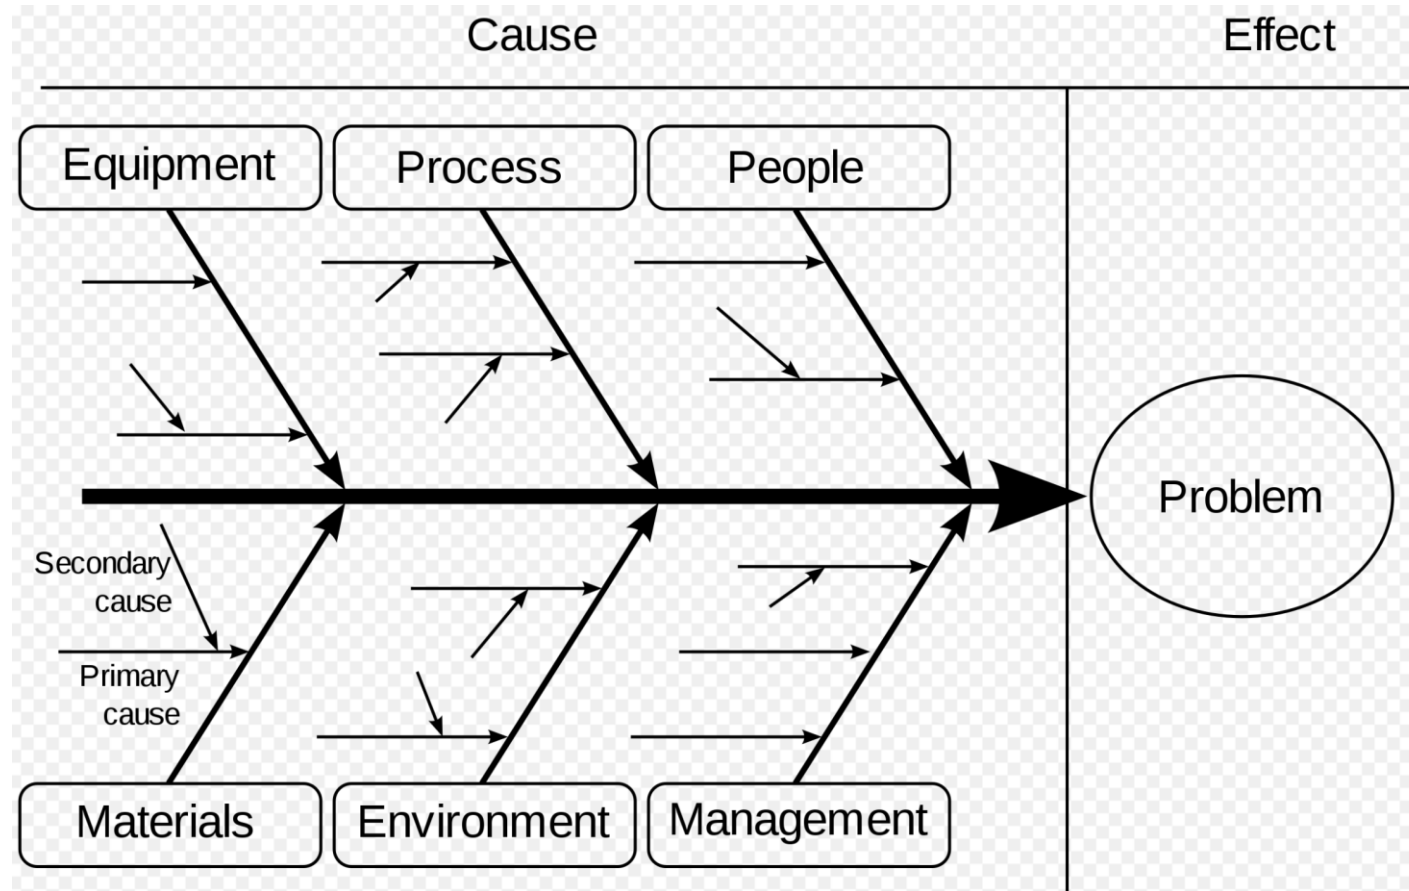 Cause
Effect
Equipment
Process
People
Problem
Secondary
cause
Primary
cause
Materials
Environment
Management